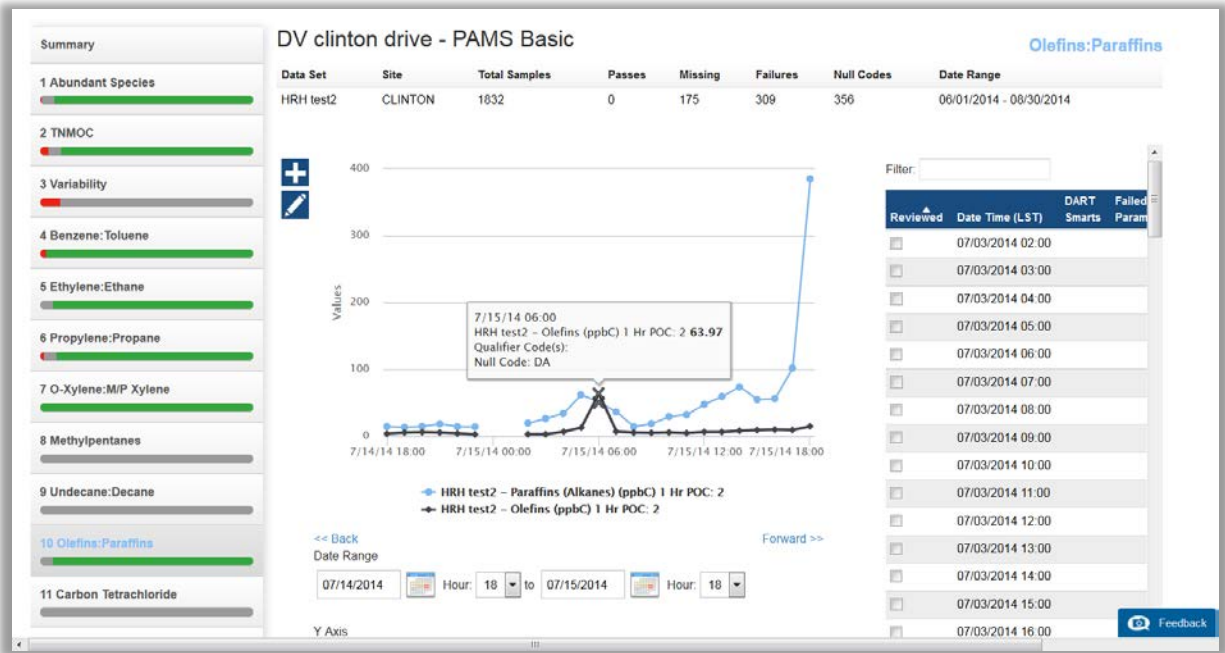 Summary
1 Abundant Species
2 TNMOC
3 Variability
4 Benzene:Toluene
5 Ethylene:Ethane
6 Propylene:Propane
7 O-Xylene:M/P Xylene
8 Methylpentanes
9 Undecane:Decane
10 Olefins:Paraffins
11 Carbon Tetrachloride
DV clinton drive - PAMS Basic
Olefins:Paraffins
Data Set Site Total Samples Passes Missing Failures Null Codes Date Range
HRH test2 CLINTON 1832 0 175 309 356 06/01/2014 - 08/30/2014
400
300
200
100
0
Values
7/15/14 06:00
HRH test2 - Olefins (ppbC) 1 Hr POC: 2 63.97
Qualifier Code(s):
Null Code: DA
7/14/14 18:00 7/15/14 00:00 7/15/14 06:00 7/15/14 12:00 7/15/14 18:00
HRH test2 - Paraffins (Alkanes) (ppbC) 1 Hr POC: 2
HRH test2 - Olefins (ppbC) 1 Hr POC: 2
<< Back Forward >>
Date Range
07/14/2014 Hour: 18 to 07/15/2014 Hour: 18
Y Axis
Filter:
Reviewed Date Time (LST) DART Smarts Failed Param
07/03/2014 02:00
07/03/2014 03:00
07/03/2014 04:00
07/03/2014 05:00
07/03/2014 06:00
07/03/2014 07:00
07/03/2014 08:00
07/03/2014 09:00
07/03/2014 10:00
07/03/2014 11:00
07/03/2014 12:00
07/03/2014 13:00
07/03/2014 14:00
07/03/2014 15:00
07/03/2014 16:00
Feedback